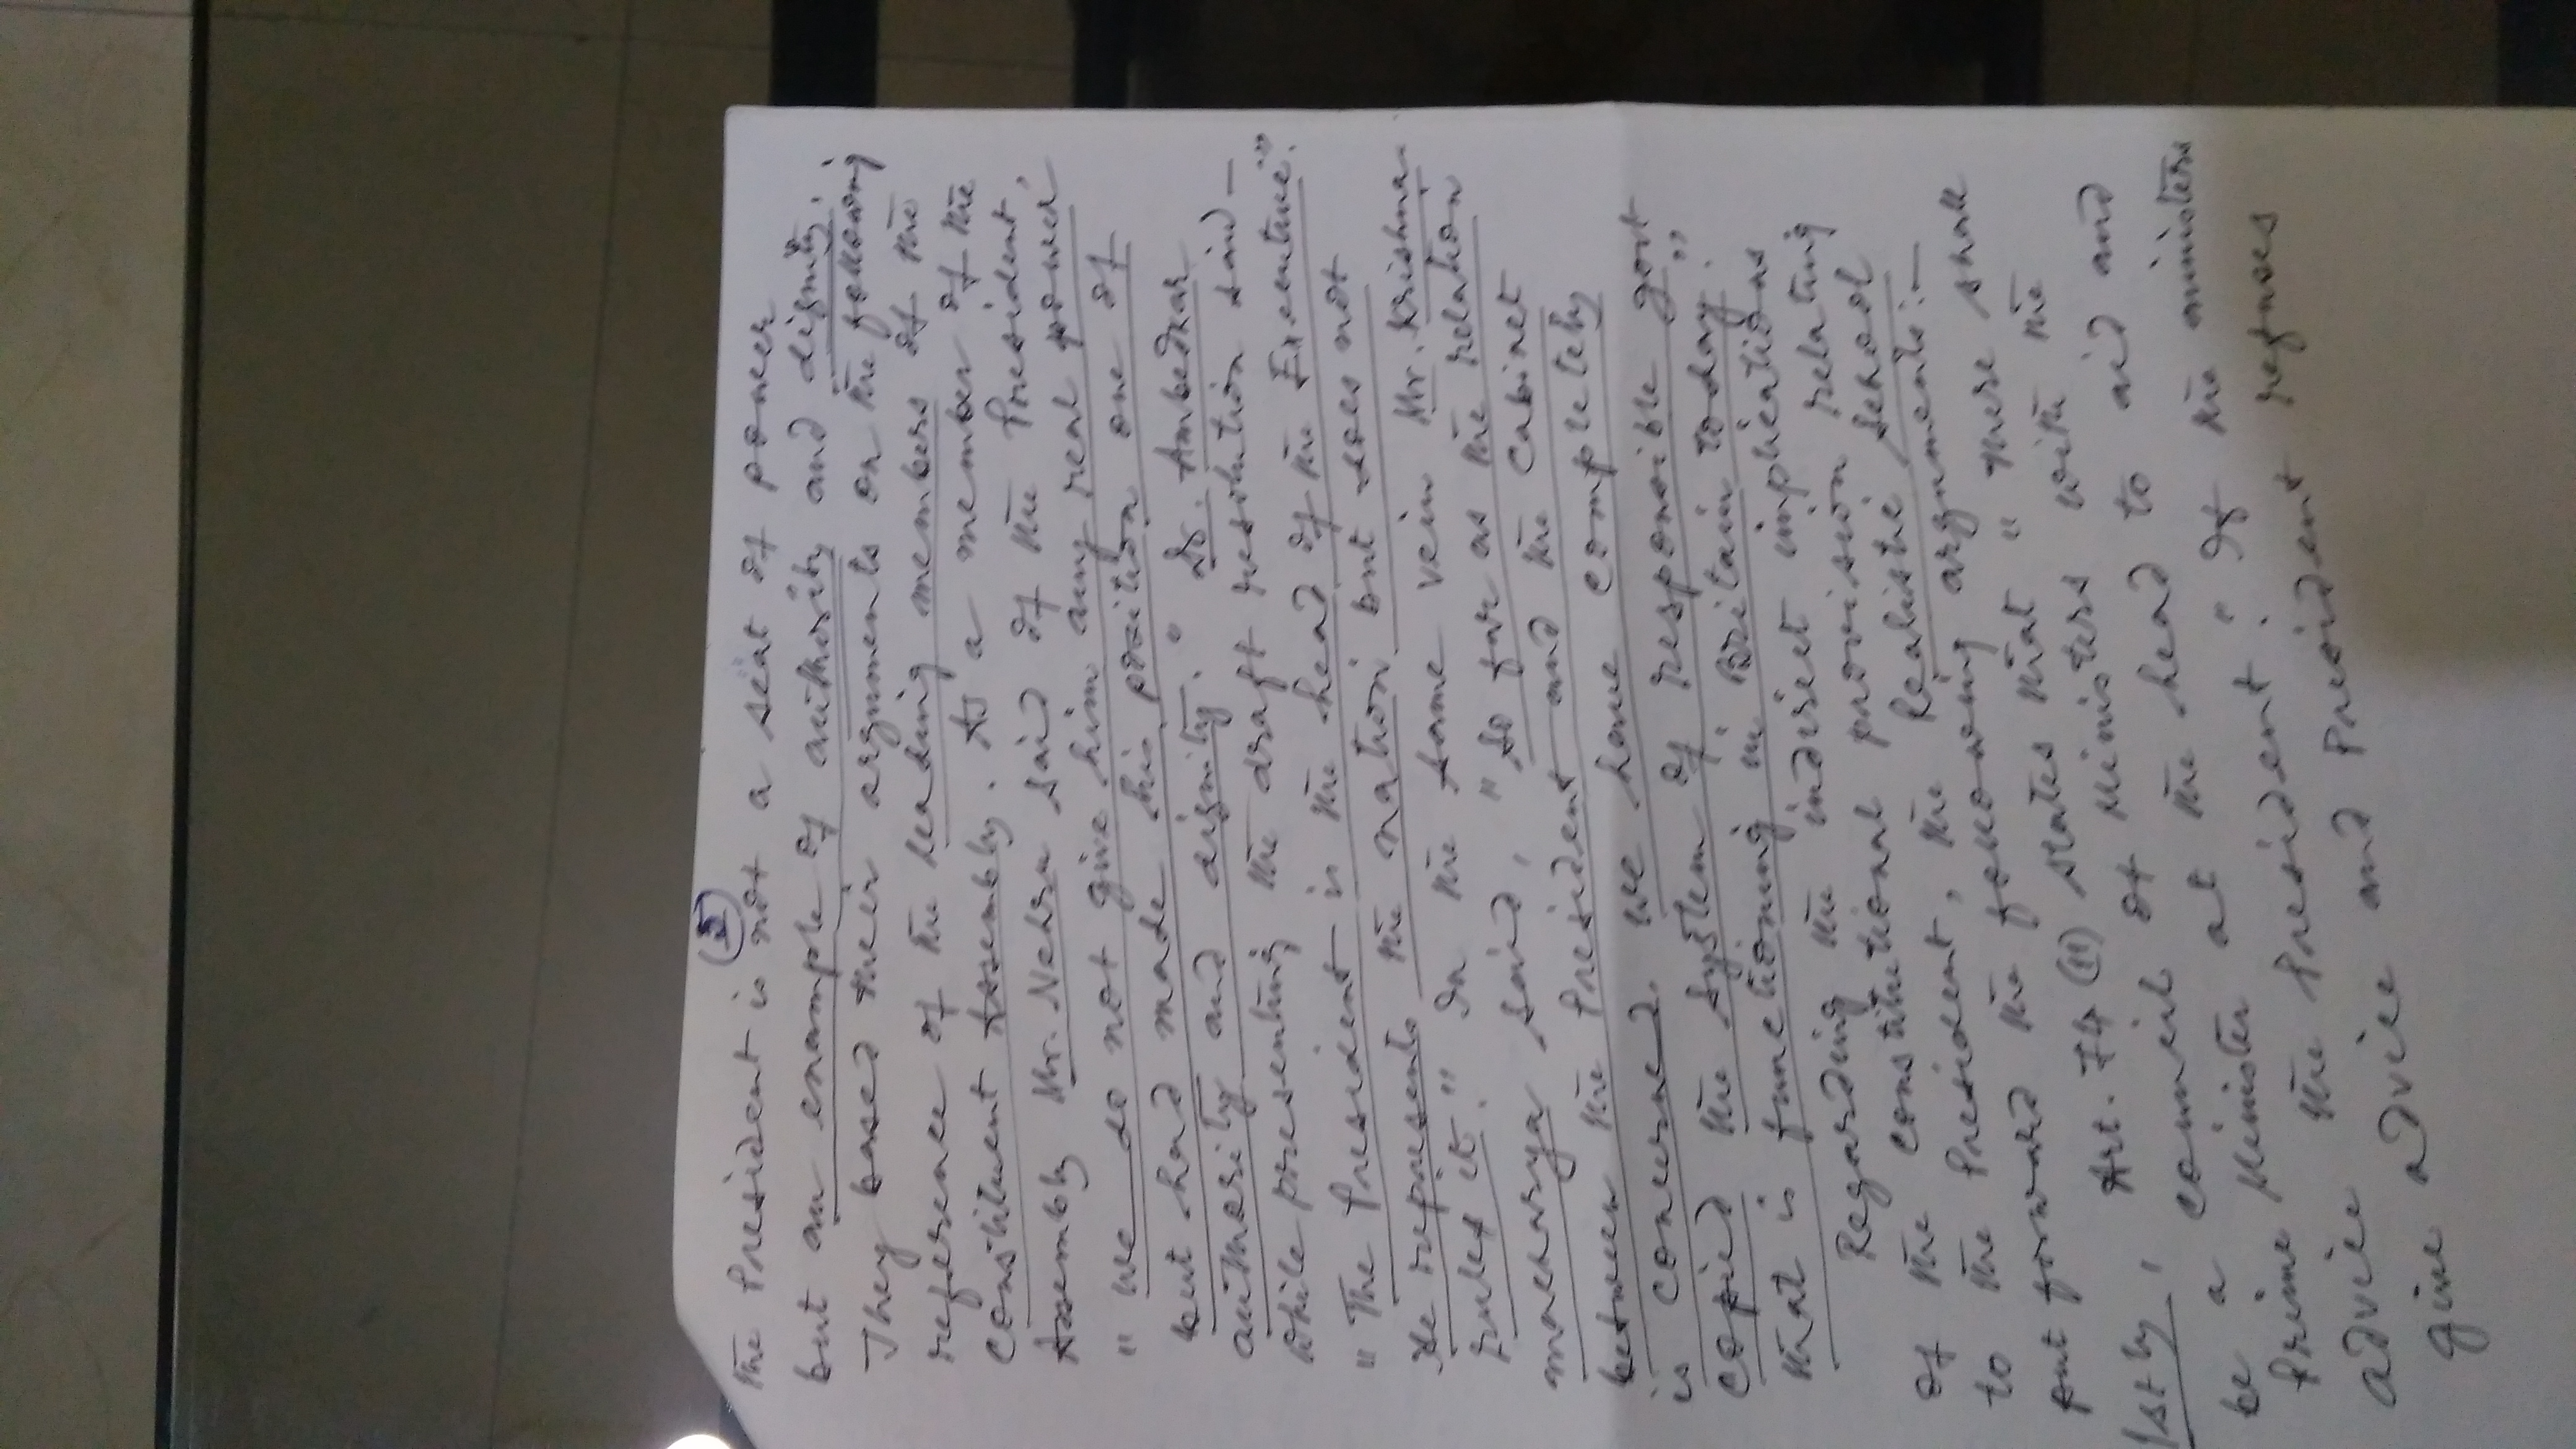 (5)
the President is not a seat of power
but an example of authority and dignity.
They based their arguments on the following
reference of the leading members of the
Constituent Assembly. As a member of the
Assembly Mr. Nehru said of the President,
" We do not give him any real power
but had made his position one of
authority and dignity." Dr. Ambedkar
while presenting the draft resolution said—
" The President is the head of the Executive."
He represents the nation but does not
rules it." In the same vein Mr. Krishna-
macharya said, " So far as the relation
between the President and the Cabinet
is concerned. We have completely
copied the system of responsible govt
that is functioning in Britain today."
Regarding the indirect implications
of the constitutional provision relating
to the President, the Realistic School
put forward the following arguments:—
1stly, Art. 74 (1) states that " there shall
be a council of Ministers with the
Prime Minister at the head to aid and
advice the President." If the ministers
give advice and President refuses